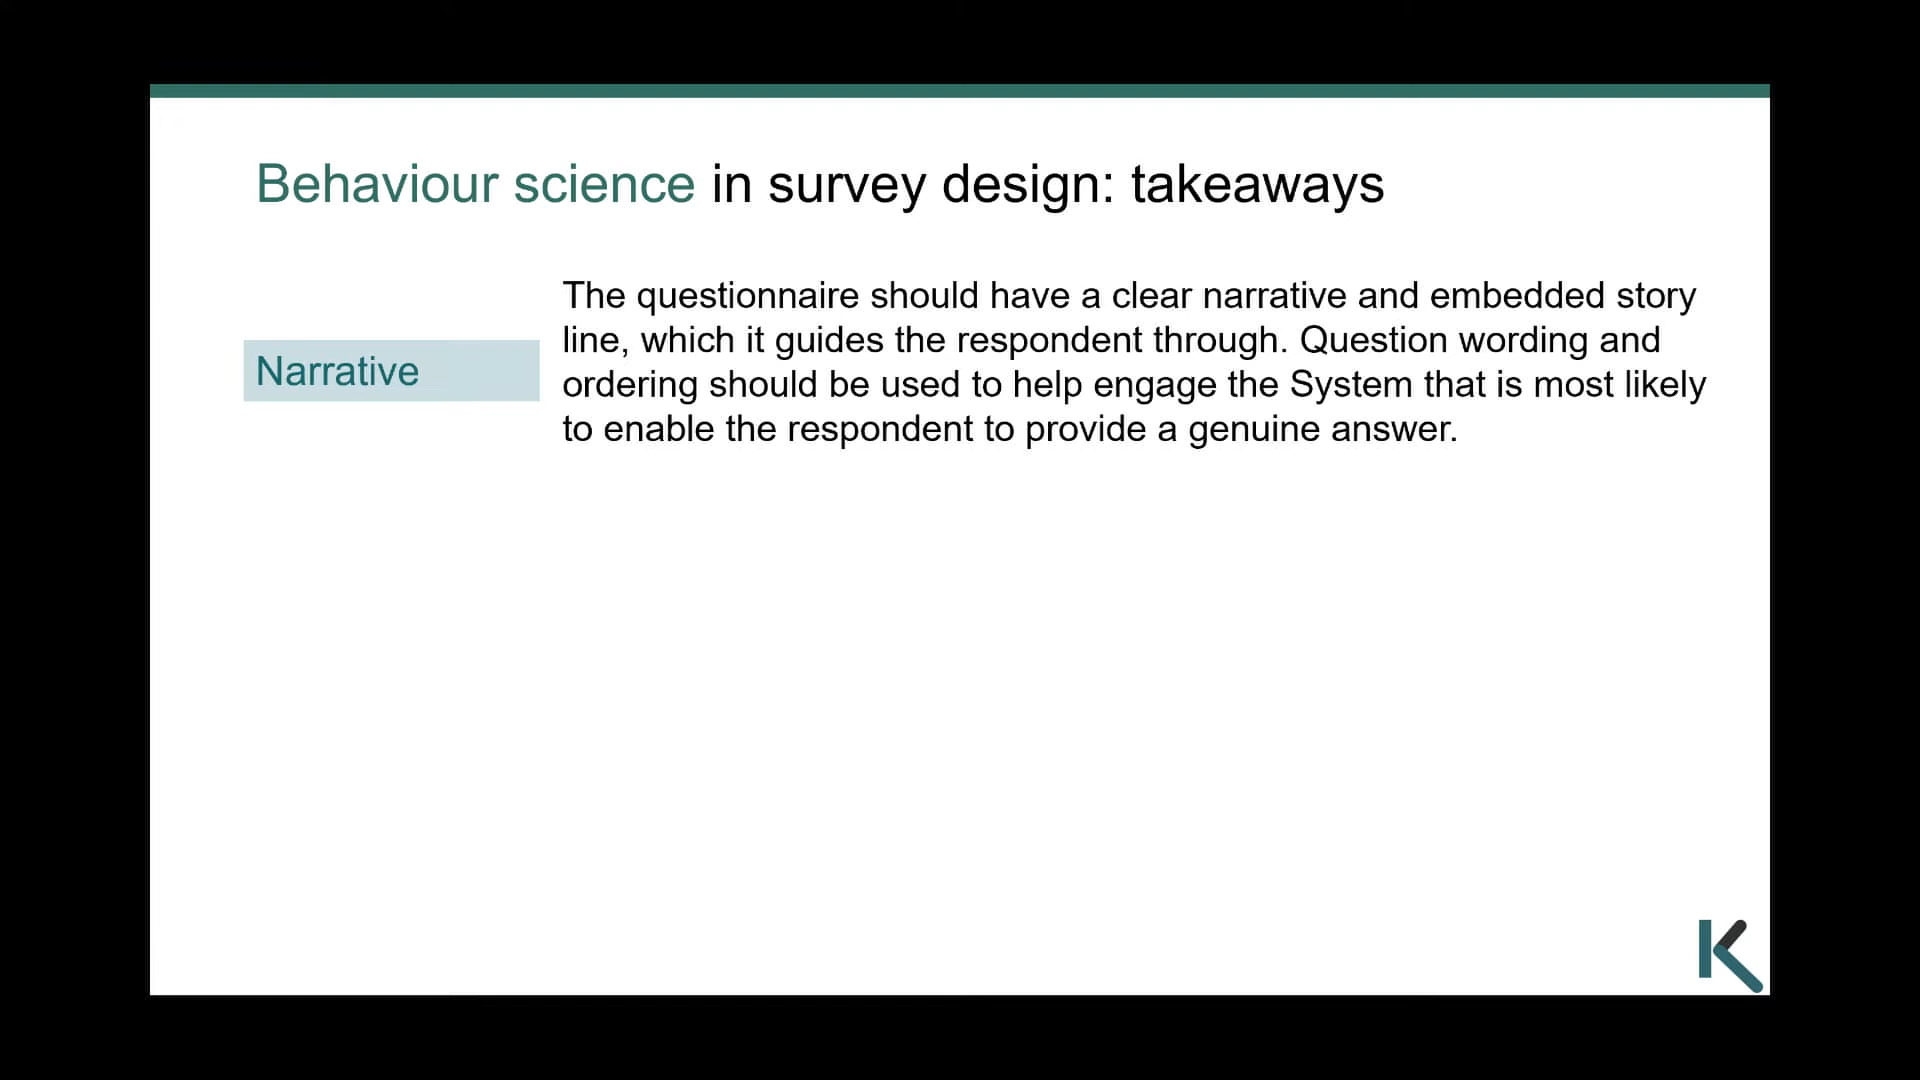 Behaviour science in survey design: takeaways
Narrative
The questionnaire should have a clear narrative and embedded story
line, which it guides the respondent through. Question wording and
ordering should be used to help engage the System that is most likely
to enable the respondent to provide a genuine answer.
K